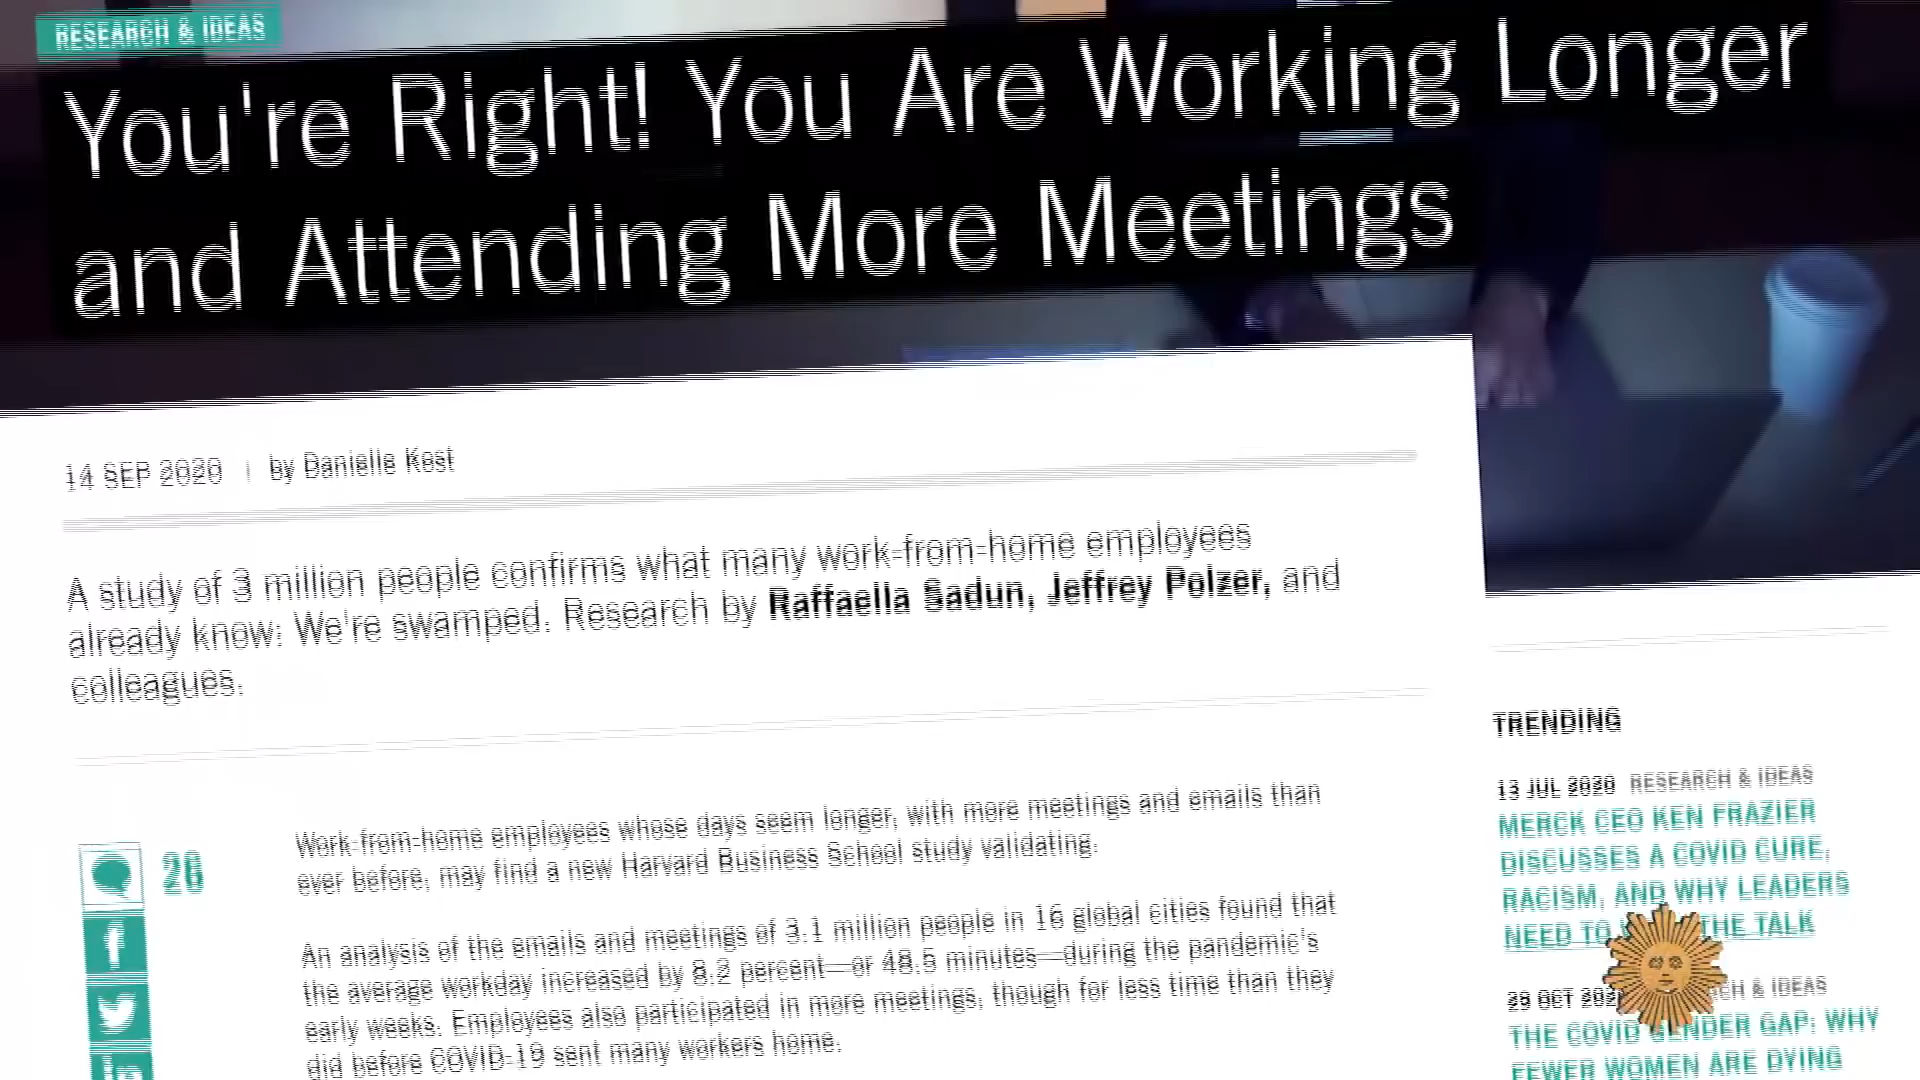 RESEARCH & IDEAS
You're Right! You Are Working Longer
and Attending More Meetings
14 SEP 2020 | by Danielle Kost
A study of 3 million people confirms what many work-from-home employees
already know: We're swamped. Research by Raffaella Sadun, Jeffrey Polzer, and
colleagues.
26
Work-from-home employees whose days seem longer, with more meetings and emails than
ever before, may find a new Harvard Business School study validating.
An analysis of the emails and meetings of 3.1 million people in 16 global cities found that
the average workday increased by 8.2 percent—or 48.5 minutes—during the pandemic's
early weeks. Employees also participated in more meetings, though for less time than they
did before COVID-19 sent many workers home.
TRENDING
13 JUL 2020 RESEARCH & IDEAS
MERCK CEO KEN FRAZIER
DISCUSSES A COVID CURE,
RACISM, AND WHY LEADERS
NEED TO THE TALK
29 OCT & IDEAS
THE COVID GENDER GAP: WHY
FEWER WOMEN ARE DYING